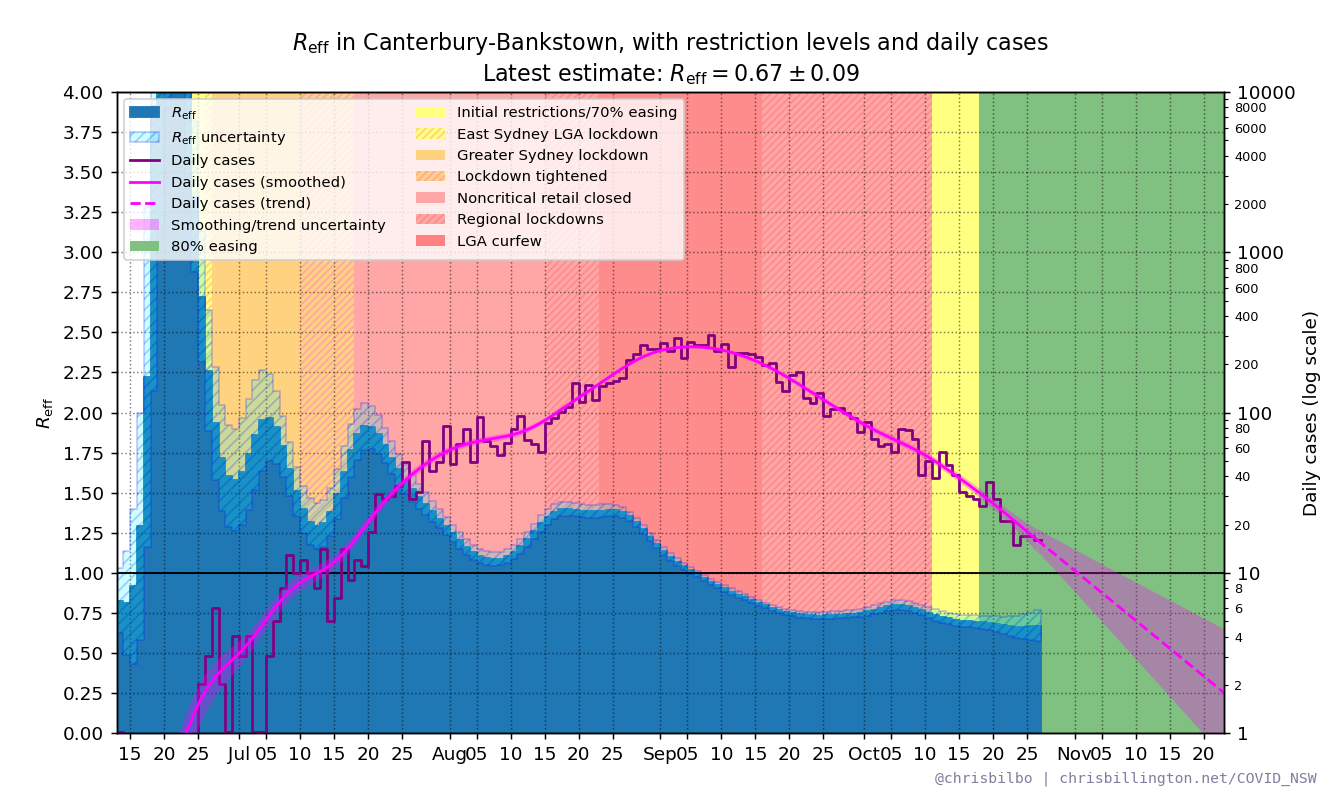 R_eff in Canterbury-Bankstown, with restriction levels and daily cases
Latest estimate: R_eff = 0.67 ± 0.09
R_eff
R_eff uncertainty
Daily cases
Daily cases (smoothed)
Daily cases (trend)
Smoothing/trend uncertainty
80% easing
Initial restrictions/70% easing
East Sydney LGA lockdown
Greater Sydney lockdown
Lockdown tightened
Noncritical retail closed
Regional lockdowns
LGA curfew
R_eff
4.00
3.75
3.50
3.25
3.00
2.75
2.50
2.25
2.00
1.75
1.50
1.25
1.00
0.75
0.50
0.25
0.00
10000
8000
6000
4000
2000
1000
800
600
400
200
100
80
60
40
20
10
8
6
4
2
1
Daily cases (log scale)
15 20 25 Jul 05 10 15 20 25 Aug 05 10 15 20 25 Sep 05 10 15 20 25 Oct 05 10 15 20 25 Nov 05 10 15 20
@chrisbilbo | chrisbillington.net/COVID_NSW